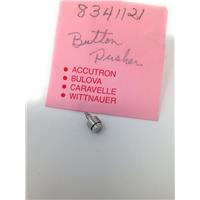 8341121
Button
Pusher
• ACCUTRON
• BULOVA
• CARAVELLE
• WITTNAUER